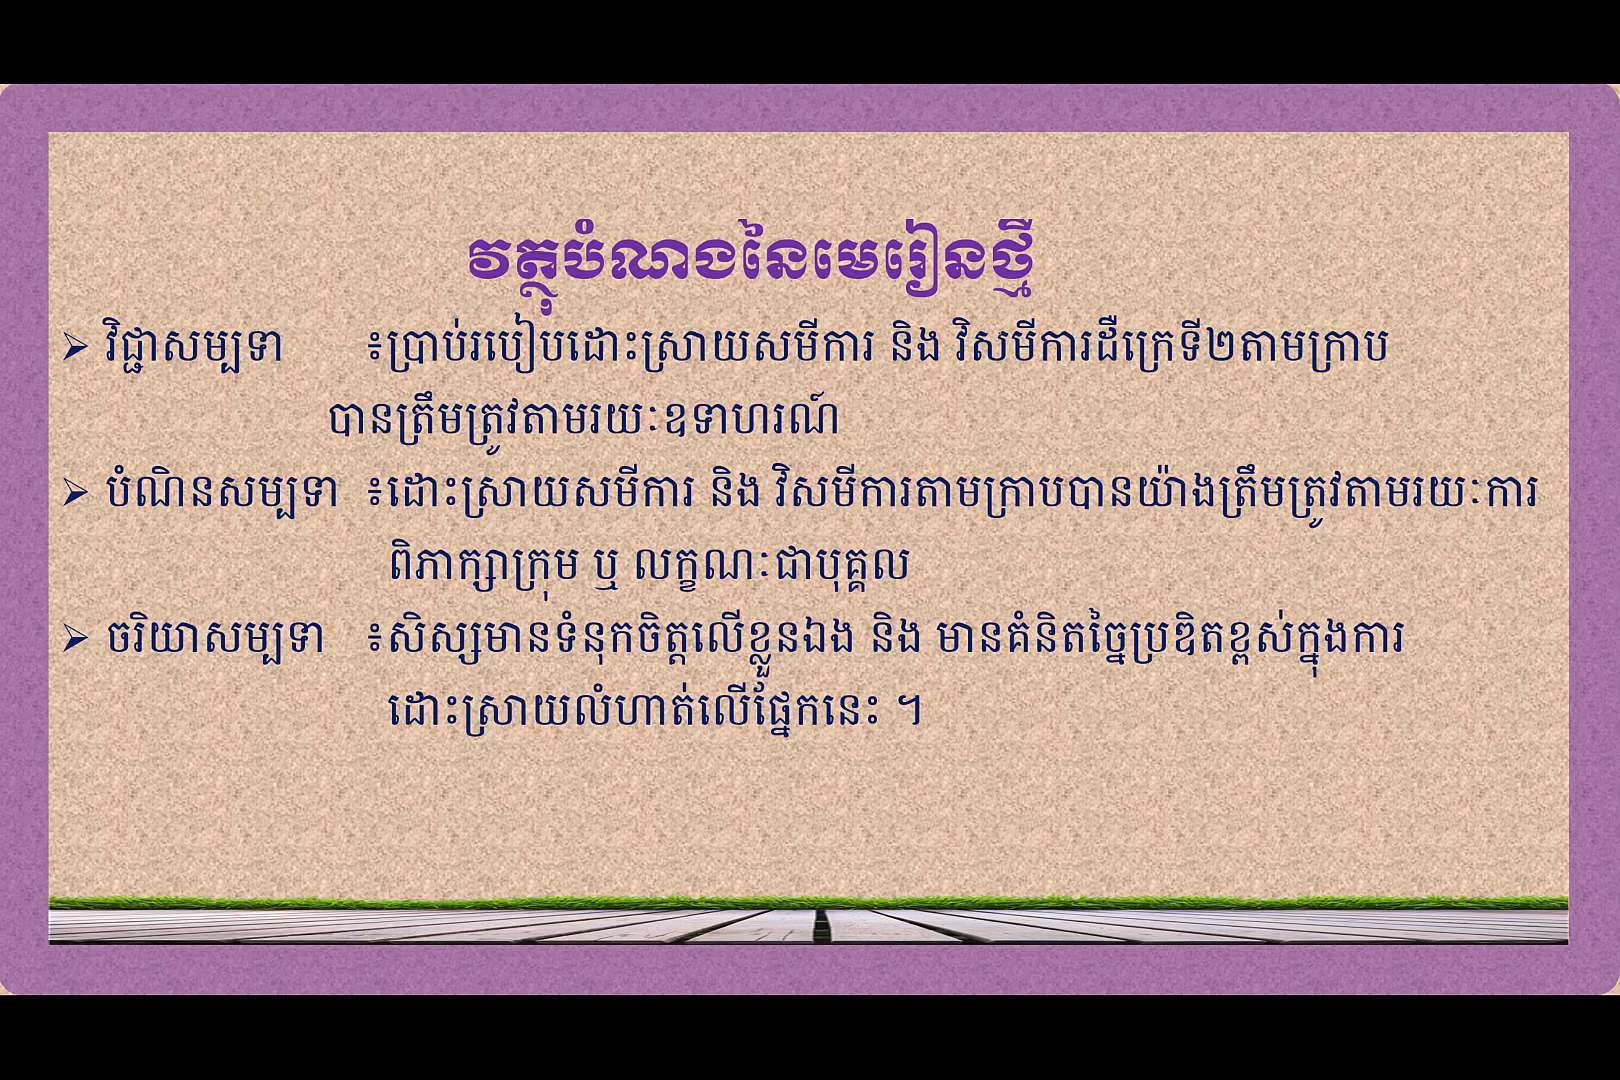 វត្ថុបំណងនៃមេរៀនថ្មី
➢ វិជ្ជាសម្បទា ៖ប្រាប់របៀបដោះស្រាយសមីការ និង វិសមីការដឺក្រេទី២តាមក្រាប
បានត្រឹមត្រូវតាមរយៈឧទាហរណ៍
➢ បំណិនសម្បទា ៖ដោះស្រាយសមីការ និង វិសមីការតាមក្រាបបានយ៉ាងត្រឹមត្រូវតាមរយៈការ
ពិភាក្សាក្រុម ឬ លក្ខណៈជាបុគ្គល
➢ ចរិយាសម្បទា ៖សិស្សមានទំនុកចិត្តលើខ្លួនឯង និង មានគំនិតច្នៃប្រឌិតខ្ពស់ក្នុងការ
ដោះស្រាយលំហាត់លើផ្នែកនេះ ។